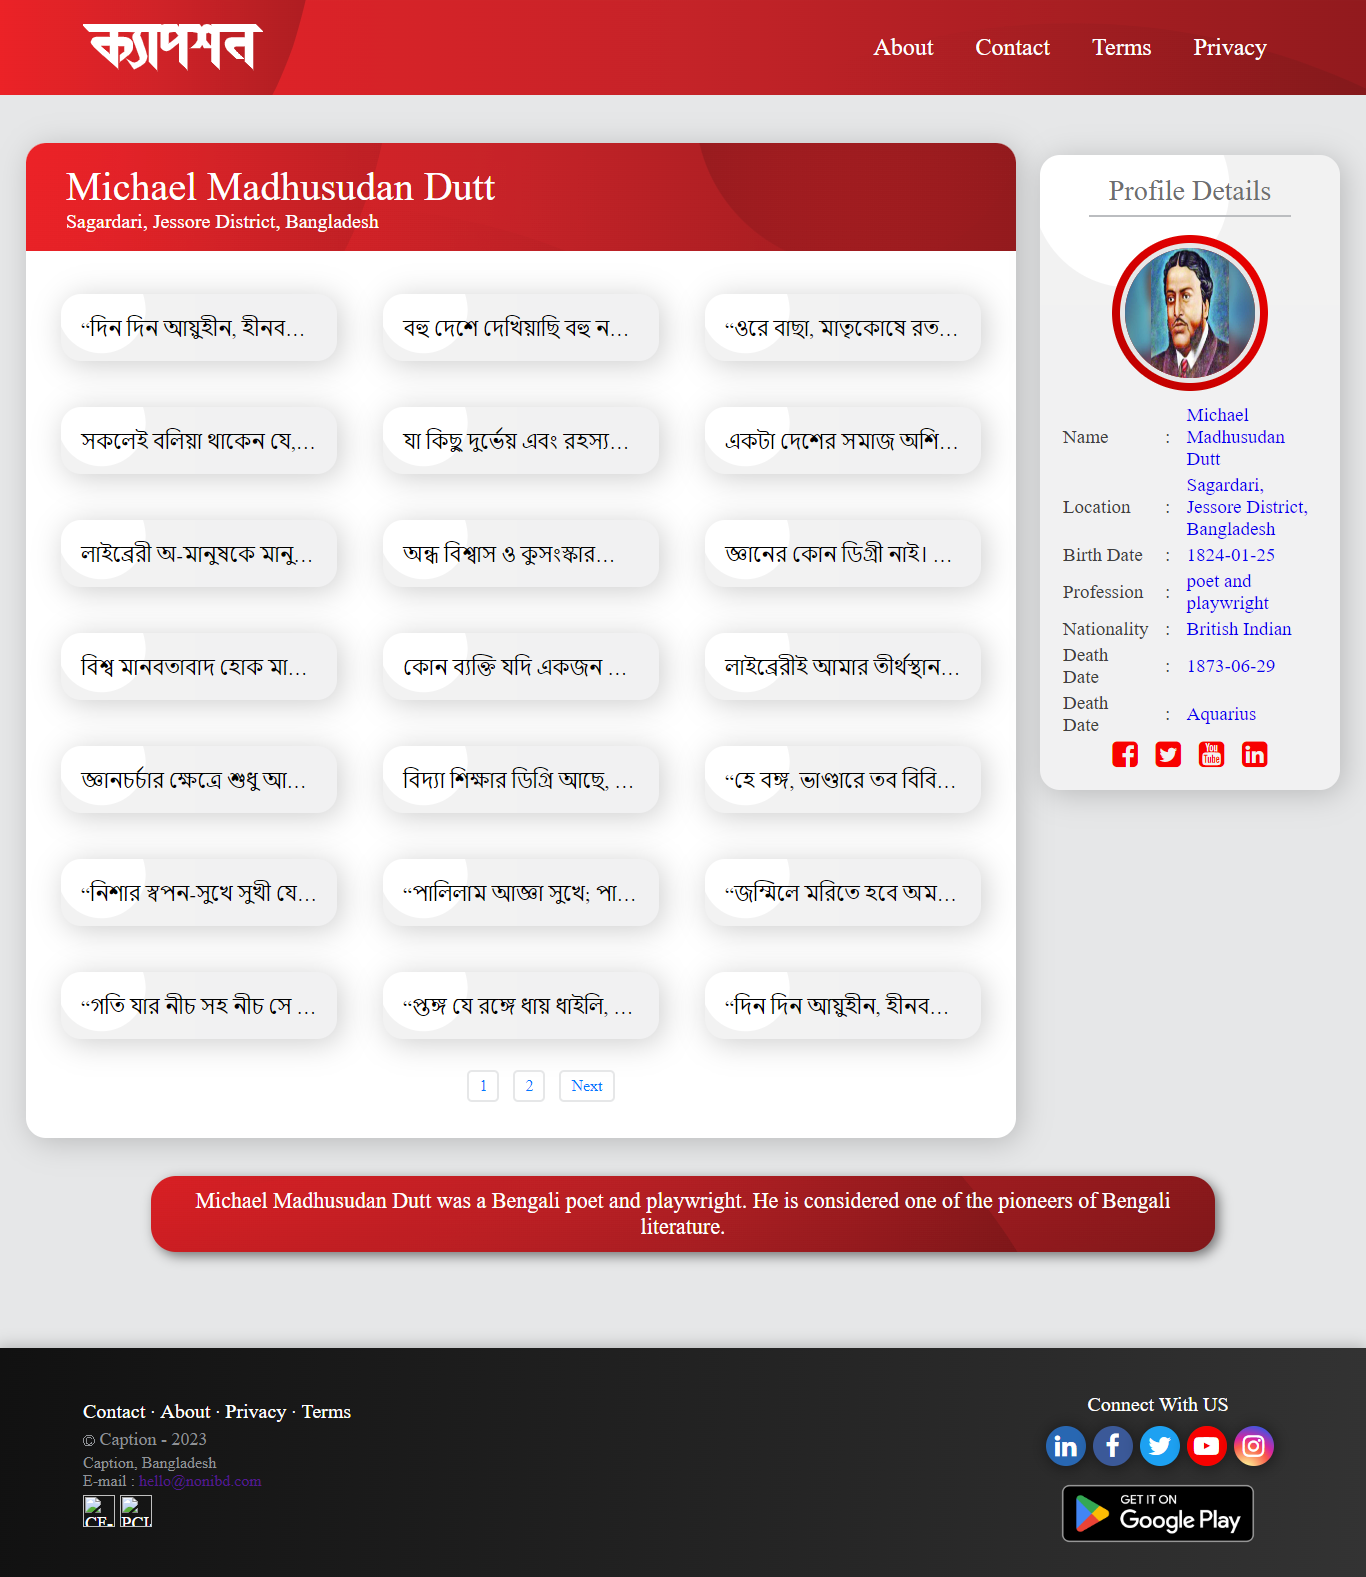 ক্যাপশন
About Contact Terms Privacy
Michael Madhusudan Dutt
Sagardari, Jessore District, Bangladesh
“দিন দিন আয়ুহীন, হীনব...
বহু দেশে দেখিয়াছি বহু ন...
“ওরে বাছা, মাতৃকোষে রত...
সকলেই বলিয়া থাকেন যে,...
যা কিছু দুর্ভেয় এবং রহস্য...
একটা দেশের সমাজ অশি...
লাইব্রেরী অ-মানুষকে মানু...
অন্ধ বিশ্বাস ও কুসংস্কার...
জ্ঞানের কোন ডিগ্রী নাই। ...
বিশ্ব মানবতাবাদ হোক মা...
কোন ব্যক্তি যদি একজন ...
লাইব্রেরীই আমার তীর্থস্থান...
জ্ঞানচর্চার ক্ষেত্রে শুধু আ...
বিদ্যা শিক্ষার ডিগ্রি আছে, ...
“হে বঙ্গ, ভাণ্ডারে তব বিবি...
“নিশার স্বপন-সুখে সুখী যে...
“পালিলাম আজ্ঞা সুখে; পা...
“জন্মিলে মরিতে হবে অম...
“গতি যার নীচ সহ নীচ সে ...
“প্তঙ্গ যে রঙ্গে ধায় ধাইলি, ...
“দিন দিন আয়ুহীন, হীনব...
1 2 Next
Profile Details
Name : Michael
Madhusudan
Dutt
Location : Sagardari,
Jessore District,
Bangladesh
Birth Date : 1824-01-25
Profession : poet and
playwright
Nationality : British Indian
Death
Date : 1873-06-29
Death
Date : Aquarius
You
Tube
Michael Madhusudan Dutt was a Bengali poet and playwright. He is considered one of the pioneers of Bengali
literature.
Contact · About · Privacy · Terms
© Caption - 2023
Caption, Bangladesh
E-mail : hello@nonibd.com
CE-
Connect With US
GET IT ON
Google Play